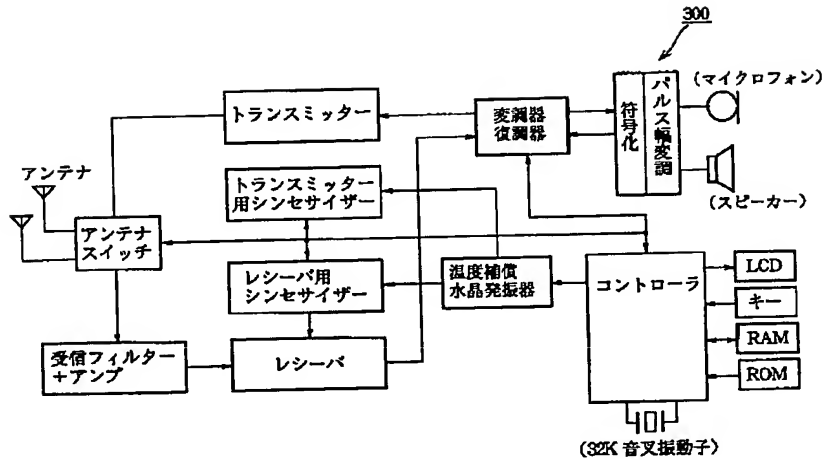 300
(マイクロフォン)
トランスミッター
変調器
復調器
符号化
パルス幅変調
アンテナ
トランスミッター
用シンセサイザー
(スピーカー)
アンテナ
スイッチ
レシーバ用
シンセサイザー
温度補償
水晶発振器
コントローラ
LCD
キー
RAM
ROM
受信フィルター
+アンプ
レシーバ
(32K 音叉振動子)